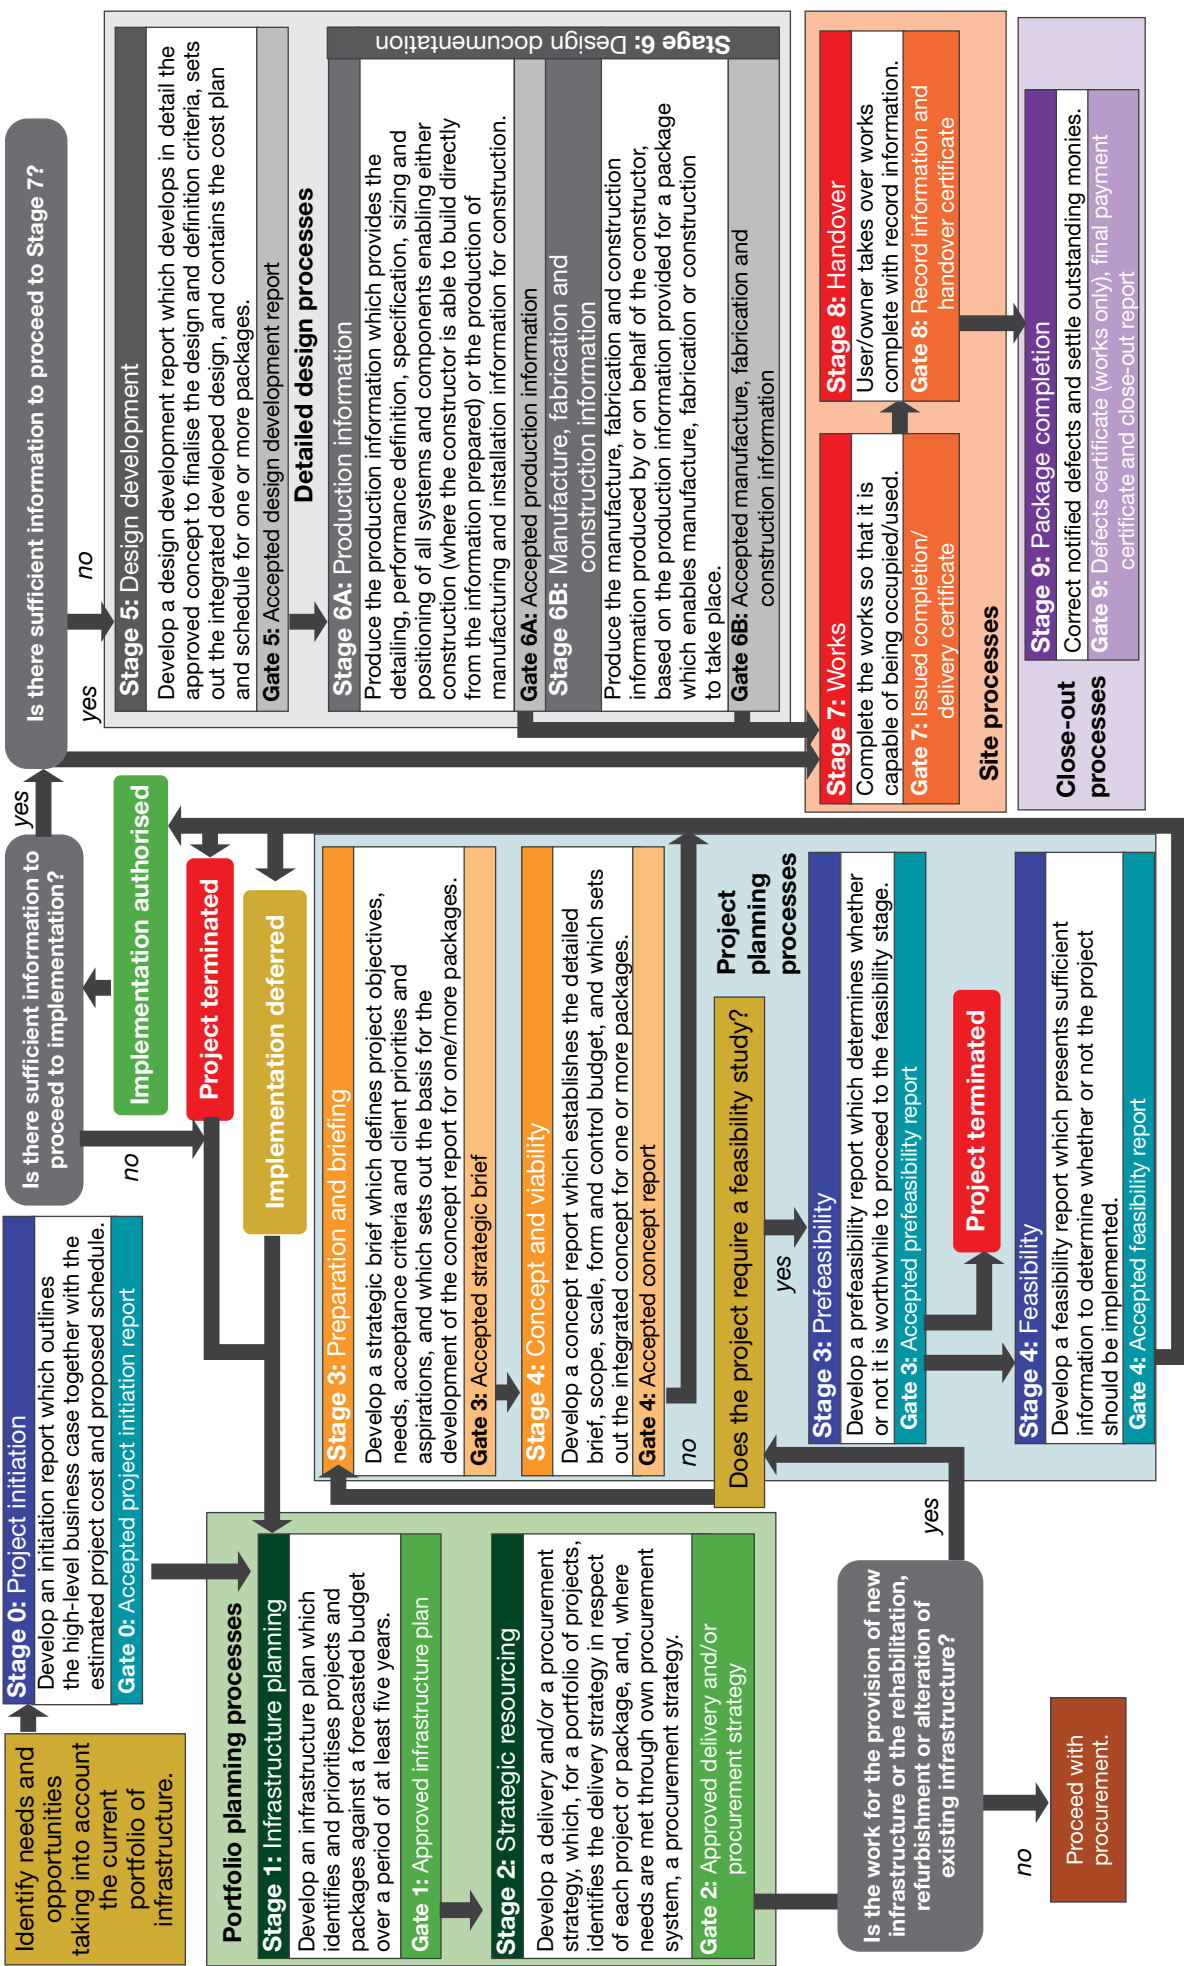 Identify needs and
opportunities
taking into account
the current
portfolio of
infrastructure.
Stage 0: Project initiation
Develop an initiation report which outlines
the high-level business case together with the
estimated project cost and proposed schedule.
Gate 0: Accepted project initiation report
Portfolio planning processes
Stage 1: Infrastructure planning
Develop an infrastructure plan which
identifies and prioritises projects and
packages against a forecasted budget
over a period of at least five years.
Gate 1: Approved infrastructure plan
Stage 2: Strategic resourcing
Develop a delivery and/or a procurement
strategy, which, for a portfolio of projects,
identifies the delivery strategy in respect
of each project or package, and, where
needs are met through own procurement
system, a procurement strategy.
Gate 2: Approved delivery and/or
procurement strategy
Is the work for the provision of new
infrastructure or the rehabilitation,
refurbishment or alteration of
existing infrastructure?
yes
no
Proceed with
procurement.
Is there sufficient information to
proceed to implementation?
yes
no
Implementation authorised
Project terminated
Implementation deferred
Stage 3: Preparation and briefing
Develop a strategic brief which defines project objectives,
needs, acceptance criteria and client priorities and
aspirations, and which sets out the basis for the
development of the concept report for one/more packages.
Gate 3: Accepted strategic brief
Stage 4: Concept and viability
Develop a concept report which establishes the detailed
brief, scope, scale, form and control budget, and which sets
out the integrated concept for one or more packages.
Gate 4: Accepted concept report
no
Does the project require a feasibility study?
Project
planning
processes
yes
Stage 3: Prefeasibility
Develop a prefeasibility report which determines whether
or not it is worthwhile to proceed to the feasibility stage.
Gate 3: Accepted prefeasibility report
Project terminated
Stage 4: Feasibility
Develop a feasibility report which presents sufficient
information to determine whether or not the project
should be implemented.
Gate 4: Accepted feasibility report
Is there sufficient information to proceed to Stage 7?
yes
no
Stage 5: Design development
Develop a design development report which develops in detail the
approved concept to finalise the design and definition criteria, sets
out the integrated developed design, and contains the cost plan
and schedule for one or more packages.
Gate 5: Accepted design development report
Detailed design processes
Stage 6: Design documentation
Stage 6A: Production information
Produce the production information which provides the
detailing, performance definition, specification, sizing and
positioning of all systems and components enabling either
construction (where the constructor is able to build directly
from the information prepared) or the production of
manufacturing and installation information for construction.
Gate 6A: Accepted production information
Stage 6B: Manufacture, fabrication and
construction information
Produce the manufacture, fabrication and construction
information produced by or on behalf of the constructor,
based on the production information provided for a package
which enables manufacture, fabrication or construction
to take place.
Gate 6B: Accepted manufacture, fabrication and
construction information
Stage 7: Works
Complete the works so that it is
capable of being occupied/used.
Gate 7: Issued completion/
delivery certificate
Stage 8: Handover
User/owner takes over works
complete with record information.
Gate 8: Record information and
handover certificate
Site processes
Close-out
processes
Stage 9: Package completion
Correct notified defects and settle outstanding monies.
Gate 9: Defects certificate (works only), final payment
certificate and close-out report